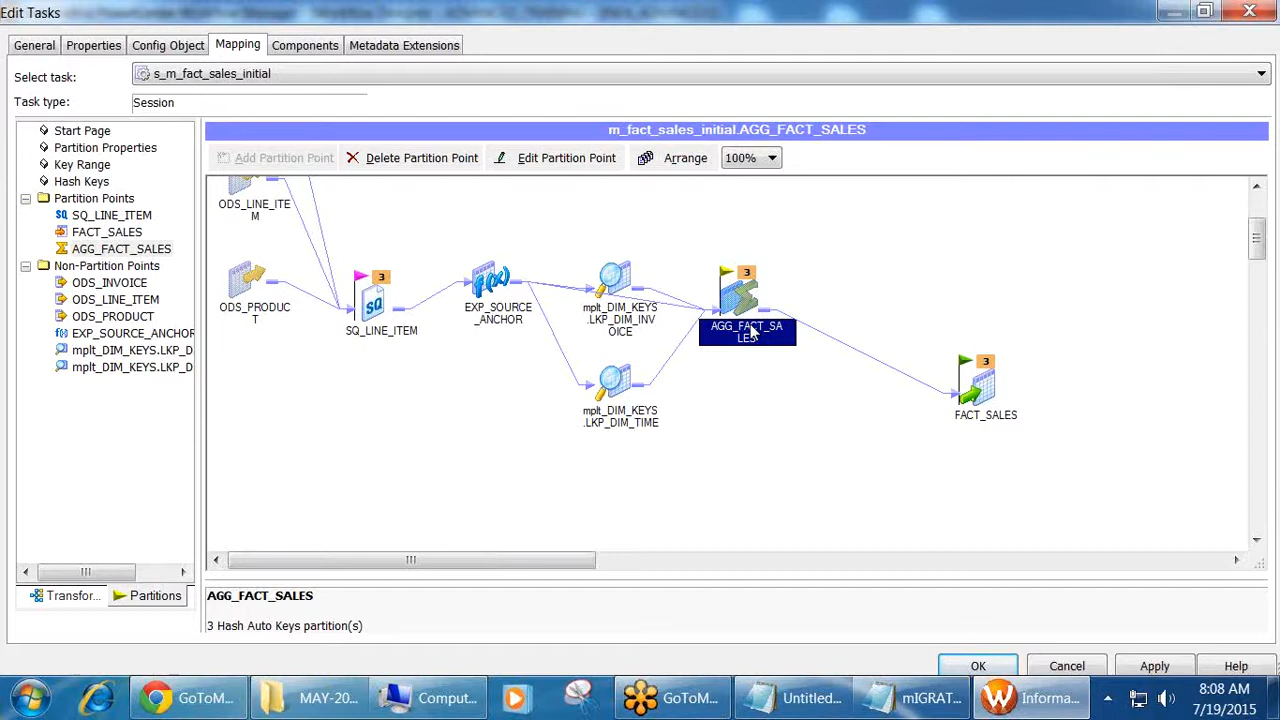 Edit Tasks
General Properties Config Object Mapping Components Metadata Extensions
Select task: s_m_fact_sales_initial
Task type: Session
Start Page
Partition Properties
Key Range
Hash Keys
Partition Points
SQ_LINE_ITEM
FACT_SALES
AGG_FACT_SALES
Non-Partition Points
ODS_INVOICE
ODS_LINE_ITEM
ODS_PRODUCT
EXP_SOURCE_ANCHOR
mplt_DIM_KEYS.LKP_D
mplt_DIM_KEYS.LKP_D
Transfor... Partitions
m_fact_sales_initial.AGG_FACT_SALES
Add Partition Point Delete Partition Point Edit Partition Point Arrange 100%
ODS_LINE_ITE
M
ODS_PRODUC
T
3
SQ_LINE_ITEM
EXP_SOURCE
_ANCHOR
mplt_DIM_KEYS
.LKP_DIM_INV
OICE
mplt_DIM_KEYS
.LKP_DIM_TIME
3
AGG_FACT_SA
LES
3
FACT_SALES
AGG_FACT_SALES
3 Hash Auto Keys partition(s)
OK Cancel Apply Help
GoToM... MAY-20... Comput... GoToM... Untitled... mIGRAT... Informa...
8:08 AM
7/19/2015